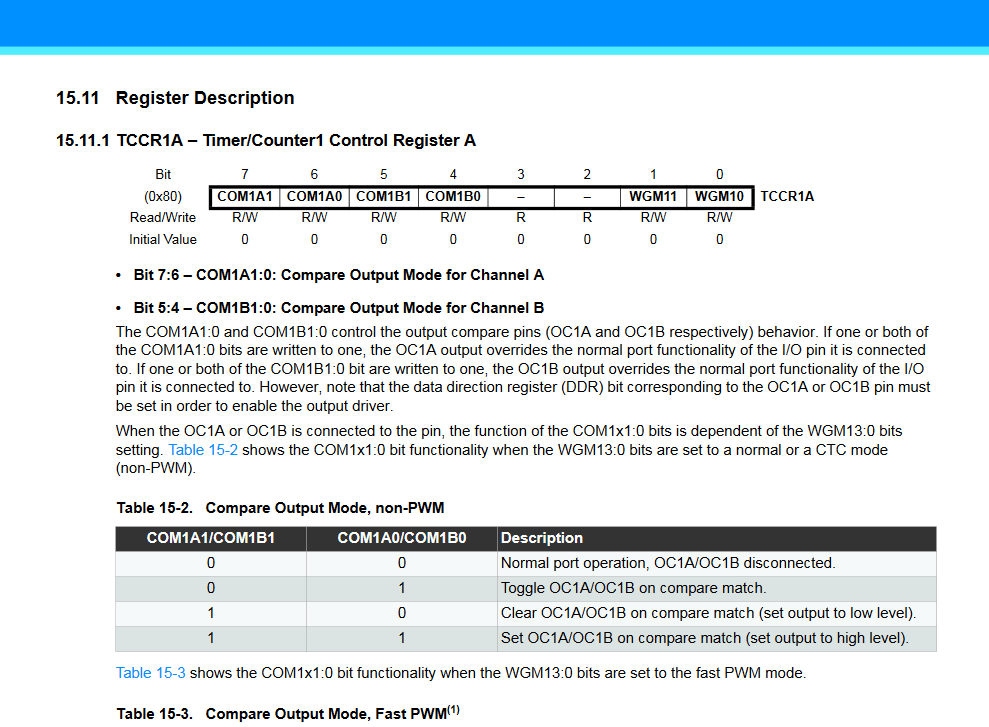 15.11 Register Description
15.11.1 TCCR1A – Timer/Counter1 Control Register A
Bit 7 6 5 4 3 2 1 0
(0x80) COM1A1 COM1A0 COM1B1 COM1B0 – – WGM11 WGM10 TCCR1A
Read/Write R/W R/W R/W R/W R R R/W R/W
Initial Value 0 0 0 0 0 0 0 0
• Bit 7:6 – COM1A1:0: Compare Output Mode for Channel A
• Bit 5:4 – COM1B1:0: Compare Output Mode for Channel B
The COM1A1:0 and COM1B1:0 control the output compare pins (OC1A and OC1B respectively) behavior. If one or both of
the COM1A1:0 bits are written to one, the OC1A output overrides the normal port functionality of the I/O pin it is connected
to. If one or both of the COM1B1:0 bit are written to one, the OC1B output overrides the normal port functionality of the I/O
pin it is connected to. However, note that the data direction register (DDR) bit corresponding to the OC1A or OC1B pin must
be set in order to enable the output driver.
When the OC1A or OC1B is connected to the pin, the function of the COM1x1:0 bits is dependent of the WGM13:0 bits
setting. Table 15-2 shows the COM1x1:0 bit functionality when the WGM13:0 bits are set to a normal or a CTC mode
(non-PWM).
Table 15-2. Compare Output Mode, non-PWM
COM1A1/COM1B1 COM1A0/COM1B0 Description
0 0 Normal port operation, OC1A/OC1B disconnected.
0 1 Toggle OC1A/OC1B on compare match.
1 0 Clear OC1A/OC1B on compare match (set output to low level).
1 1 Set OC1A/OC1B on compare match (set output to high level).
Table 15-3 shows the COM1x1:0 bit functionality when the WGM13:0 bits are set to the fast PWM mode.
Table 15-3. Compare Output Mode, Fast PWM(1)